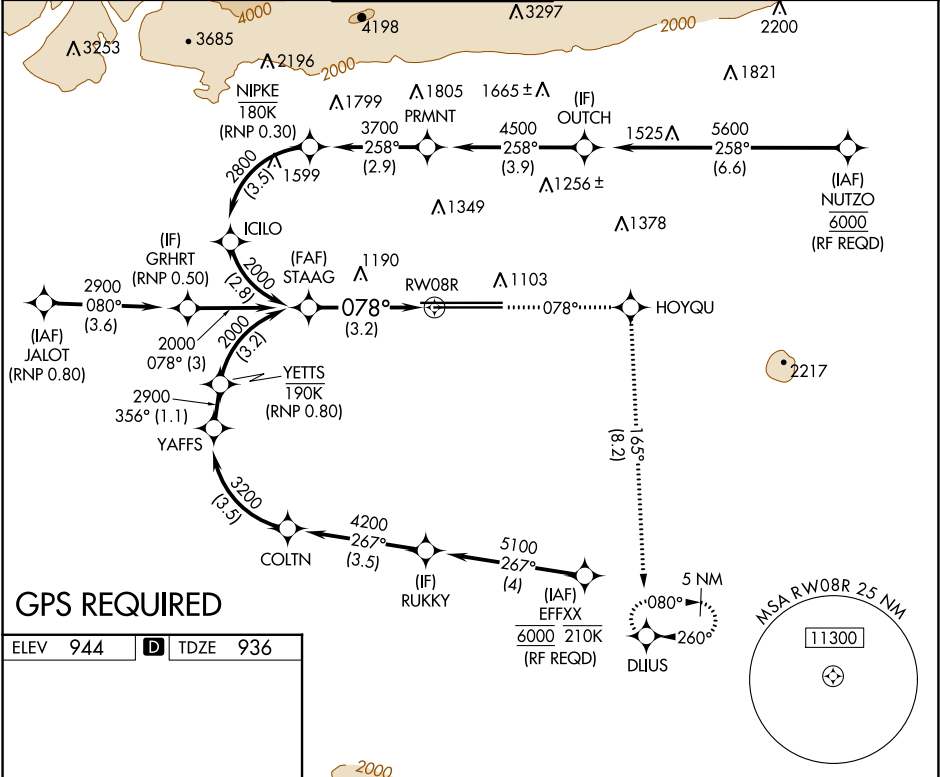 4000
4198
3297
2200
3253
3685
2000
2196
2000
1821
NIPKE
180K
(RNP 0.30)
1799
1805
PRMNT
1665 ±
(IF)
OUTCH
3700
258°
(2.9)
4500
258°
(3.9)
1525
5600
258°
(6.6)
2800
(3.5)
1599
1256 ±
(IAF)
NUTZO
6000
(RF REQD)
1349
1378
ICILO
(IF)
GRHRT
(RNP 0.50)
2000
(2.8)
(FAF)
STAAG
1190
RW08R
1103
2900
080°
(3.6)
078°
(3.2)
078°
HOYQU
(IAF)
JALOT
(RNP 0.80)
2000
078° (3)
2000
(3.2)
YETTS
190K
(RNP 0.80)
2217
2900
356° (1.1)
YAFFS
165°
(8.2)
3200
(3.5)
COLTN
4200
267°
(3.5)
(IF)
RUKKY
5100
267°
(4)
(IAF)
EFFXX
6000 210K
(RF REQD)
5 NM
080°
260°
DLIUS
MSA RW08R 25 NM
11300
GPS REQUIRED
ELEV 944 D TDZE 936
2000